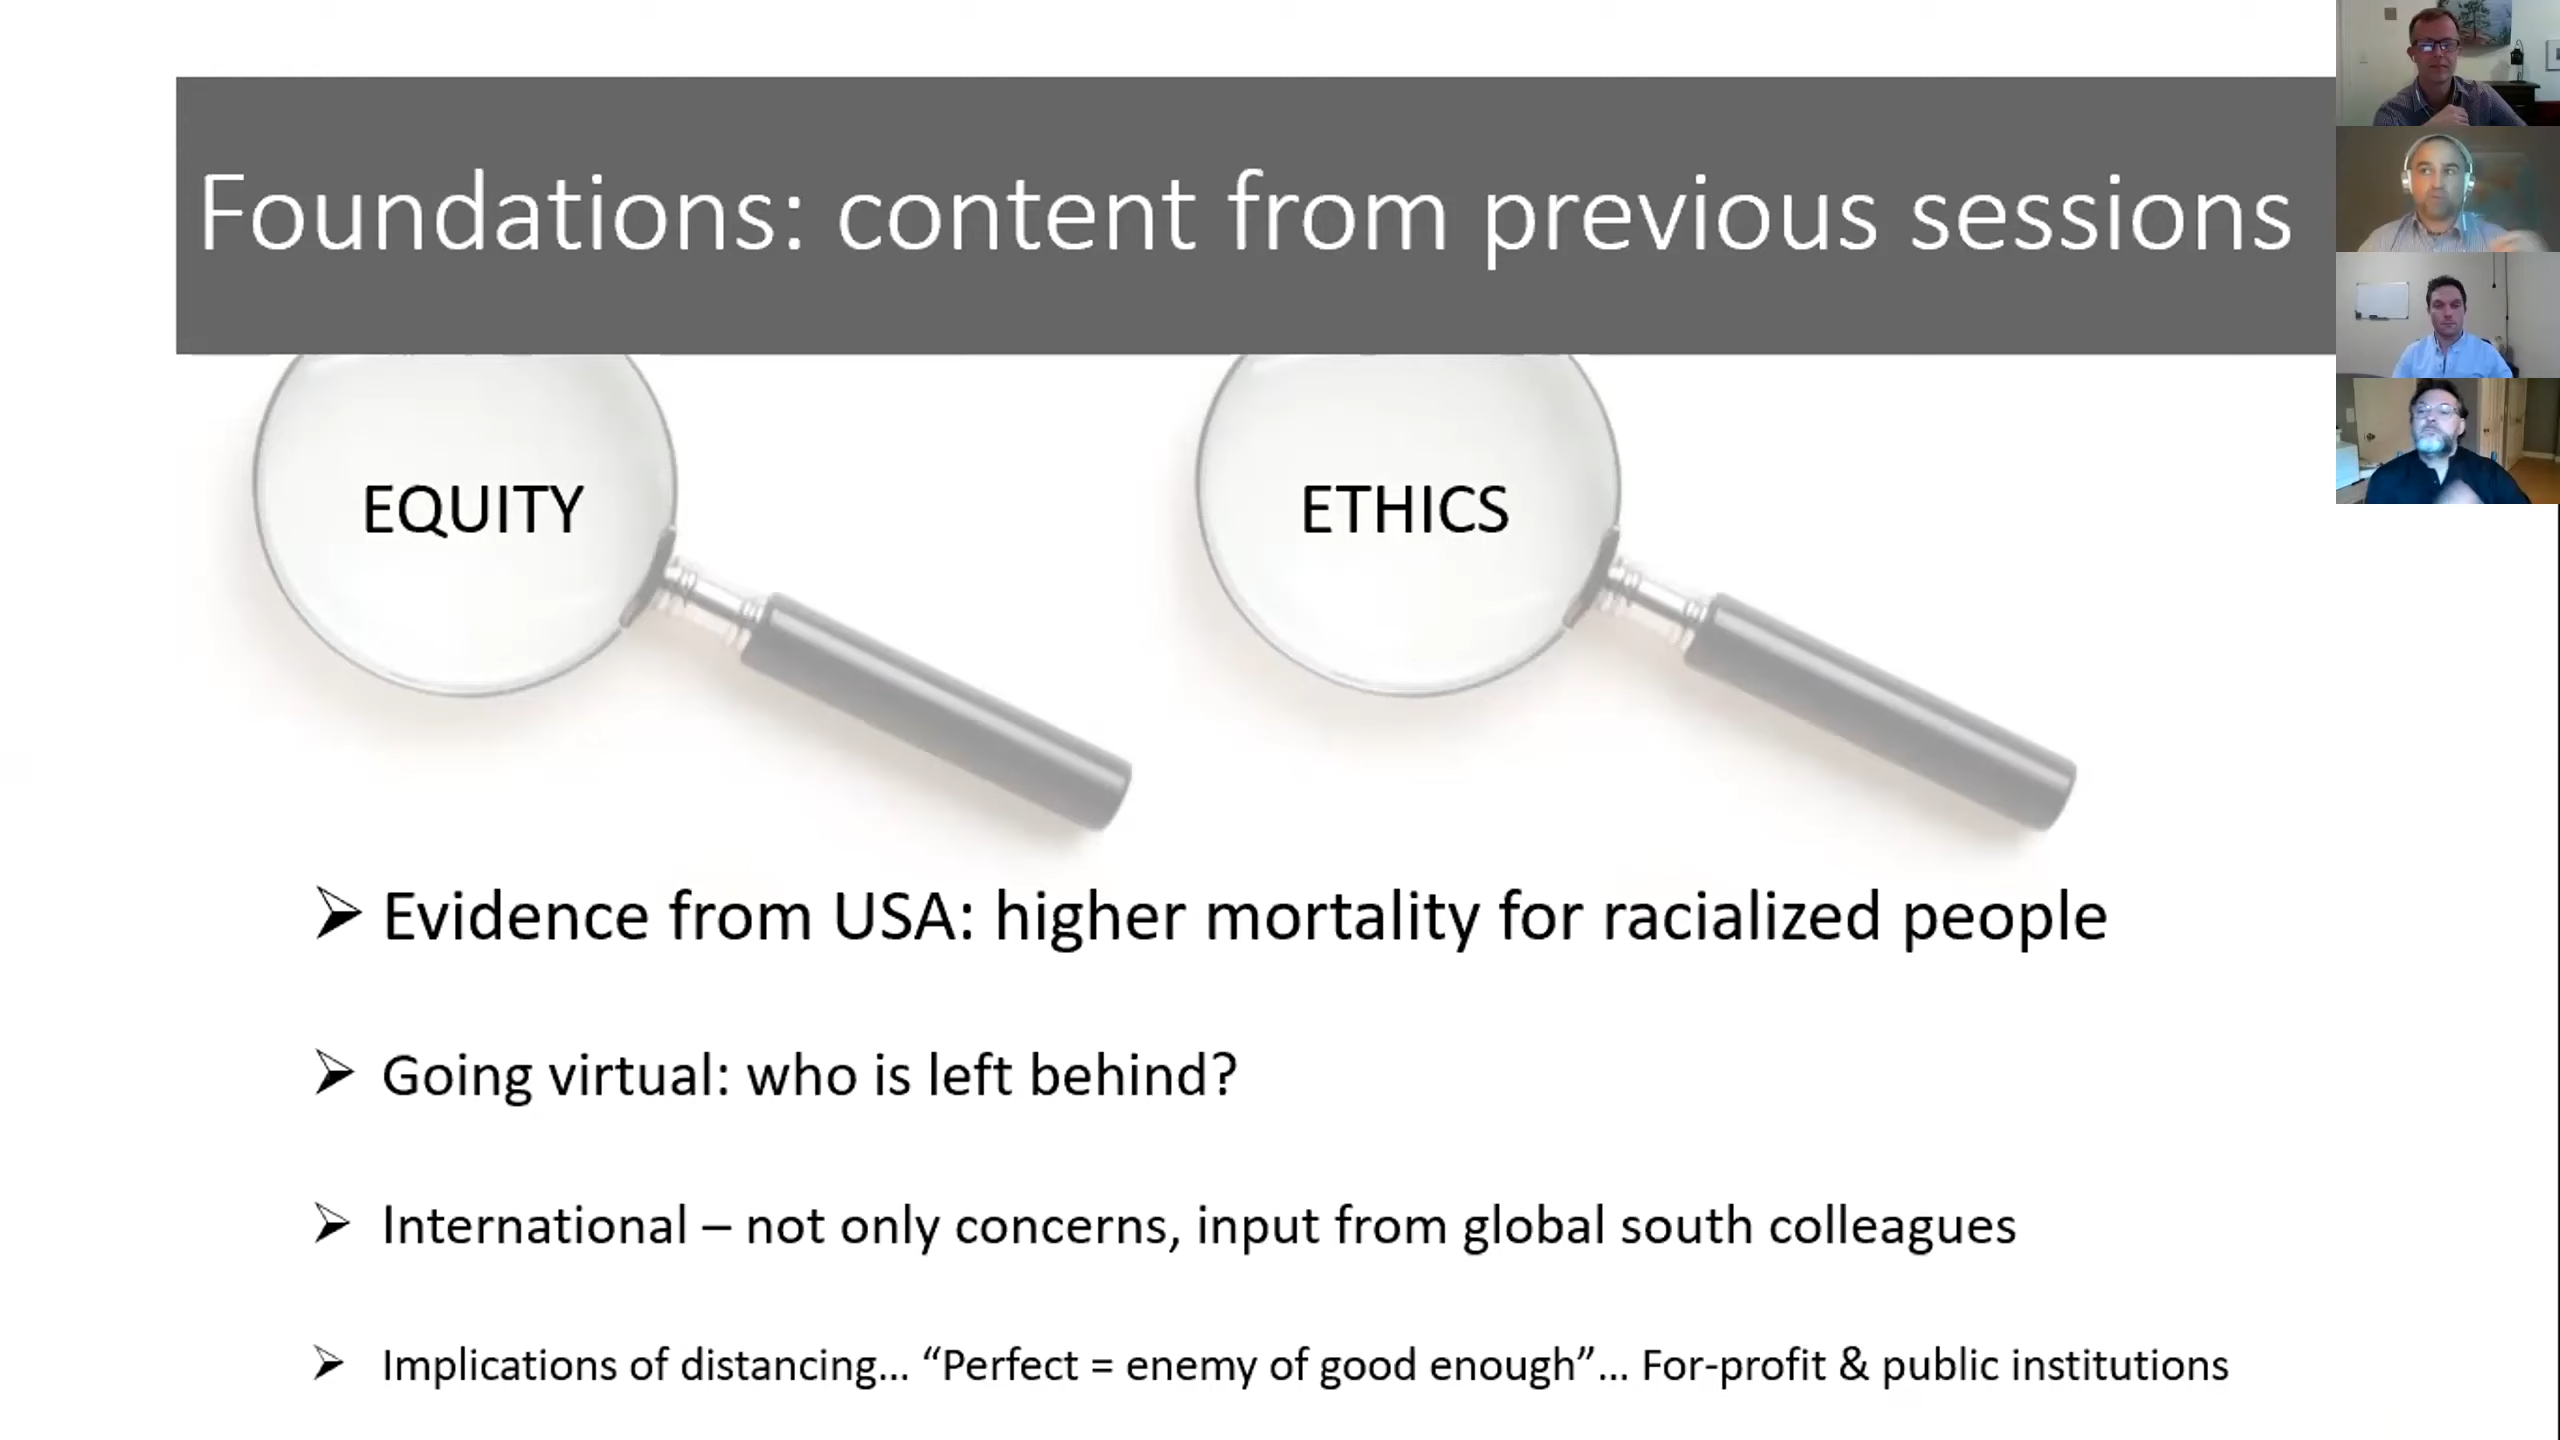 Foundations: content from previous sessions
EQUITY
ETHICS
Evidence from USA: higher mortality for racialized people
Going virtual: who is left behind?
International – not only concerns, input from global south colleagues
Implications of distancing... “Perfect = enemy of good enough”... For-profit & public institutions